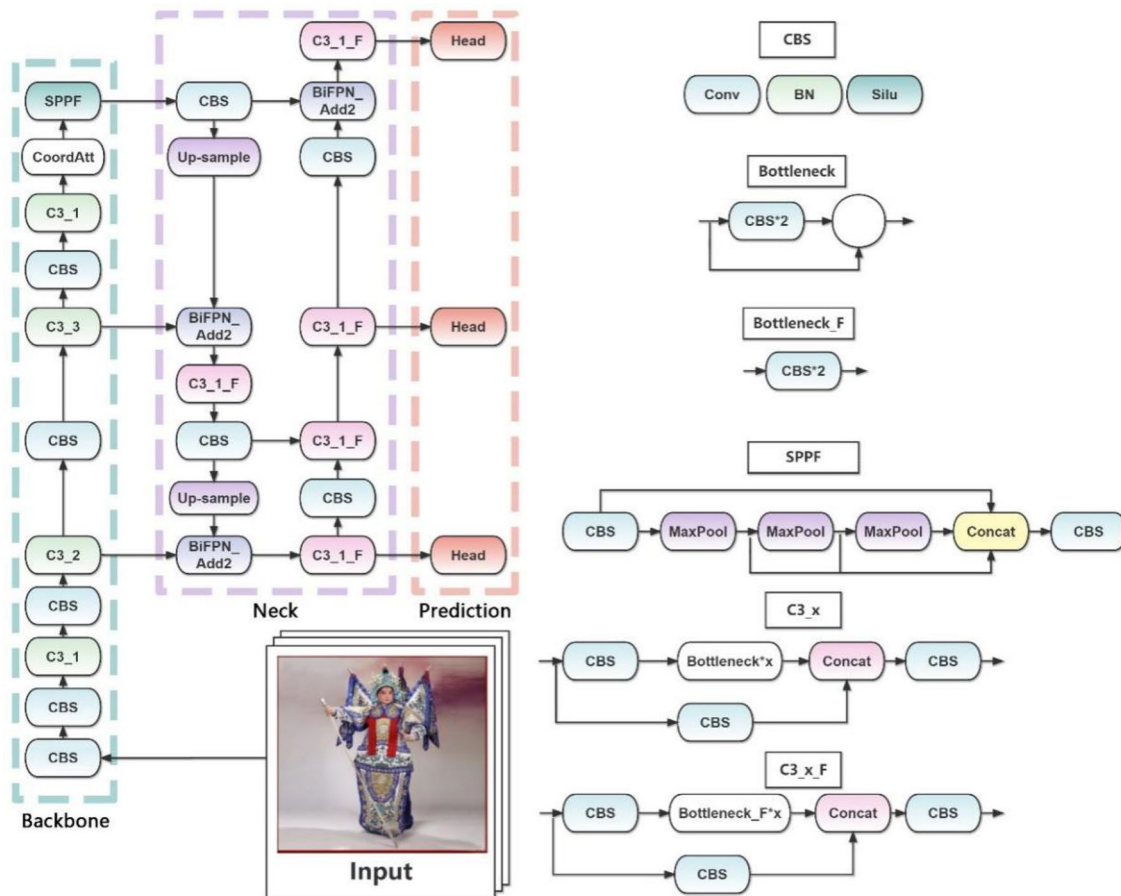 C3_1_F
Head
CBS
SPPF
CBS
BiFPN_
Add2
Conv
BN
Silu
CoordAtt
Up-sample
CBS
Bottleneck
C3_1
CBS*2
CBS
C3_3
BiFPN_
Add2
C3_1_F
Head
Bottleneck_F
CBS*2
C3_1_F
CBS
CBS
C3_1_F
SPPF
Up-sample
CBS
CBS
MaxPool
MaxPool
MaxPool
Concat
CBS
C3_2
BiFPN_
Add2
C3_1_F
Head
CBS
Neck
Prediction
C3_x
C3_1
CBS
Bottleneck*x
Concat
CBS
CBS
CBS
CBS
C3_x_F
CBS
Bottleneck_F*x
Concat
CBS
CBS
Backbone
Input